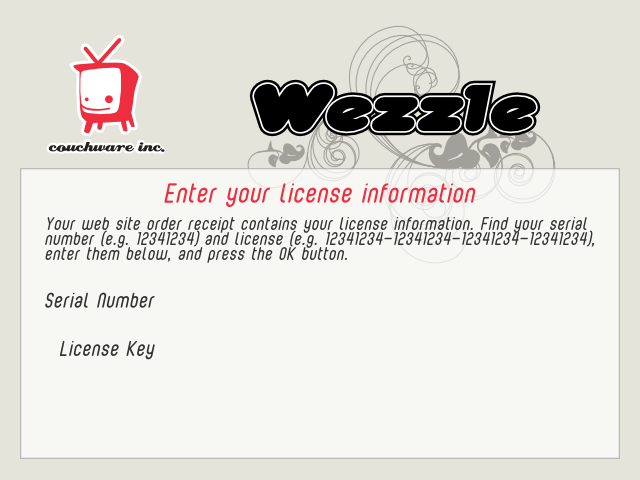 Wezzle
couchware inc.
Enter your license information
Your web site order receipt contains your license information. Find your serial
number (e.g. 12341234) and license (e.g. 12341234-12341234-12341234-12341234),
enter them below, and press the OK button.
Serial Number
License Key